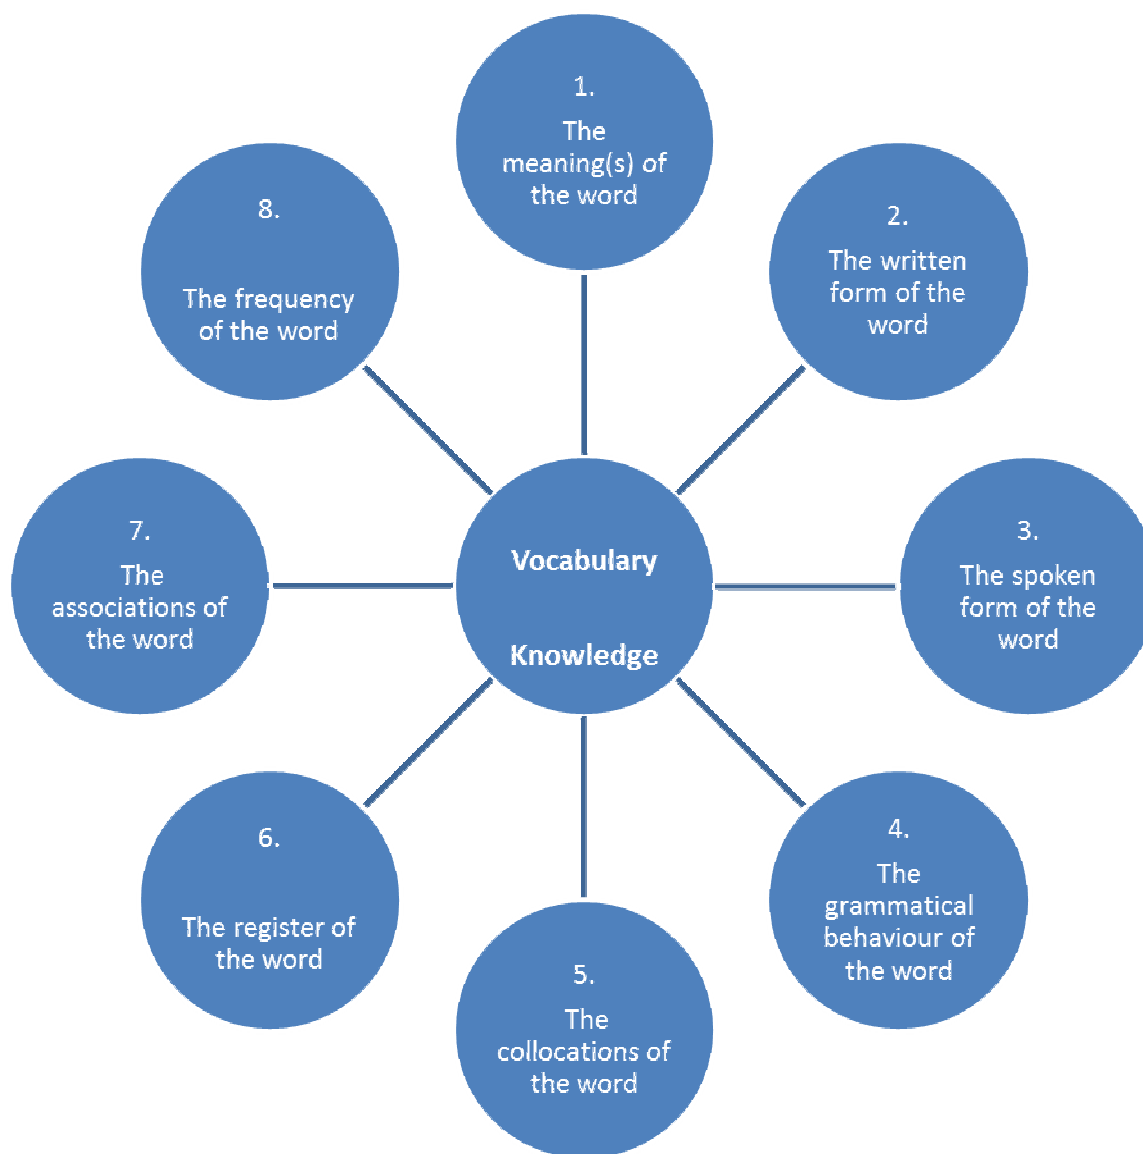 1.
The
meaning(s) of
the word
2.
The written
form of the
word
3.
The spoken
form of the
word
4.
The
grammatical
behaviour of
the word
5.
The
collocations of
the word
6.
The register of
the word
7.
The
associations of
the word
8.
The frequency
of the word
Vocabulary
Knowledge